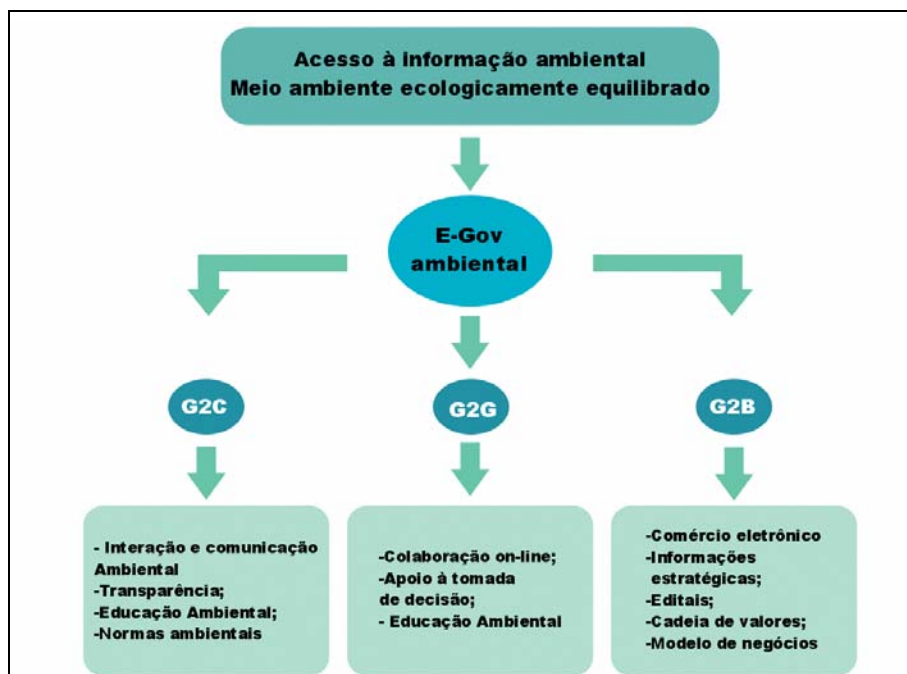 Acesso à informação ambiental
Meio ambiente ecologicamente equilibrado
E-Gov
ambiental
G2C
G2G
G2B
- Interação e comunicação
Ambiental
-Transparência;
-Educação Ambiental;
-Normas ambientais
-Colaboração on-line;
-Apoio à tomada
de decisão;
- Educação Ambiental
-Comércio eletrônico
-Informações
estratégicas;
-Editais;
-Cadeia de valores;
-Modelo de negócios